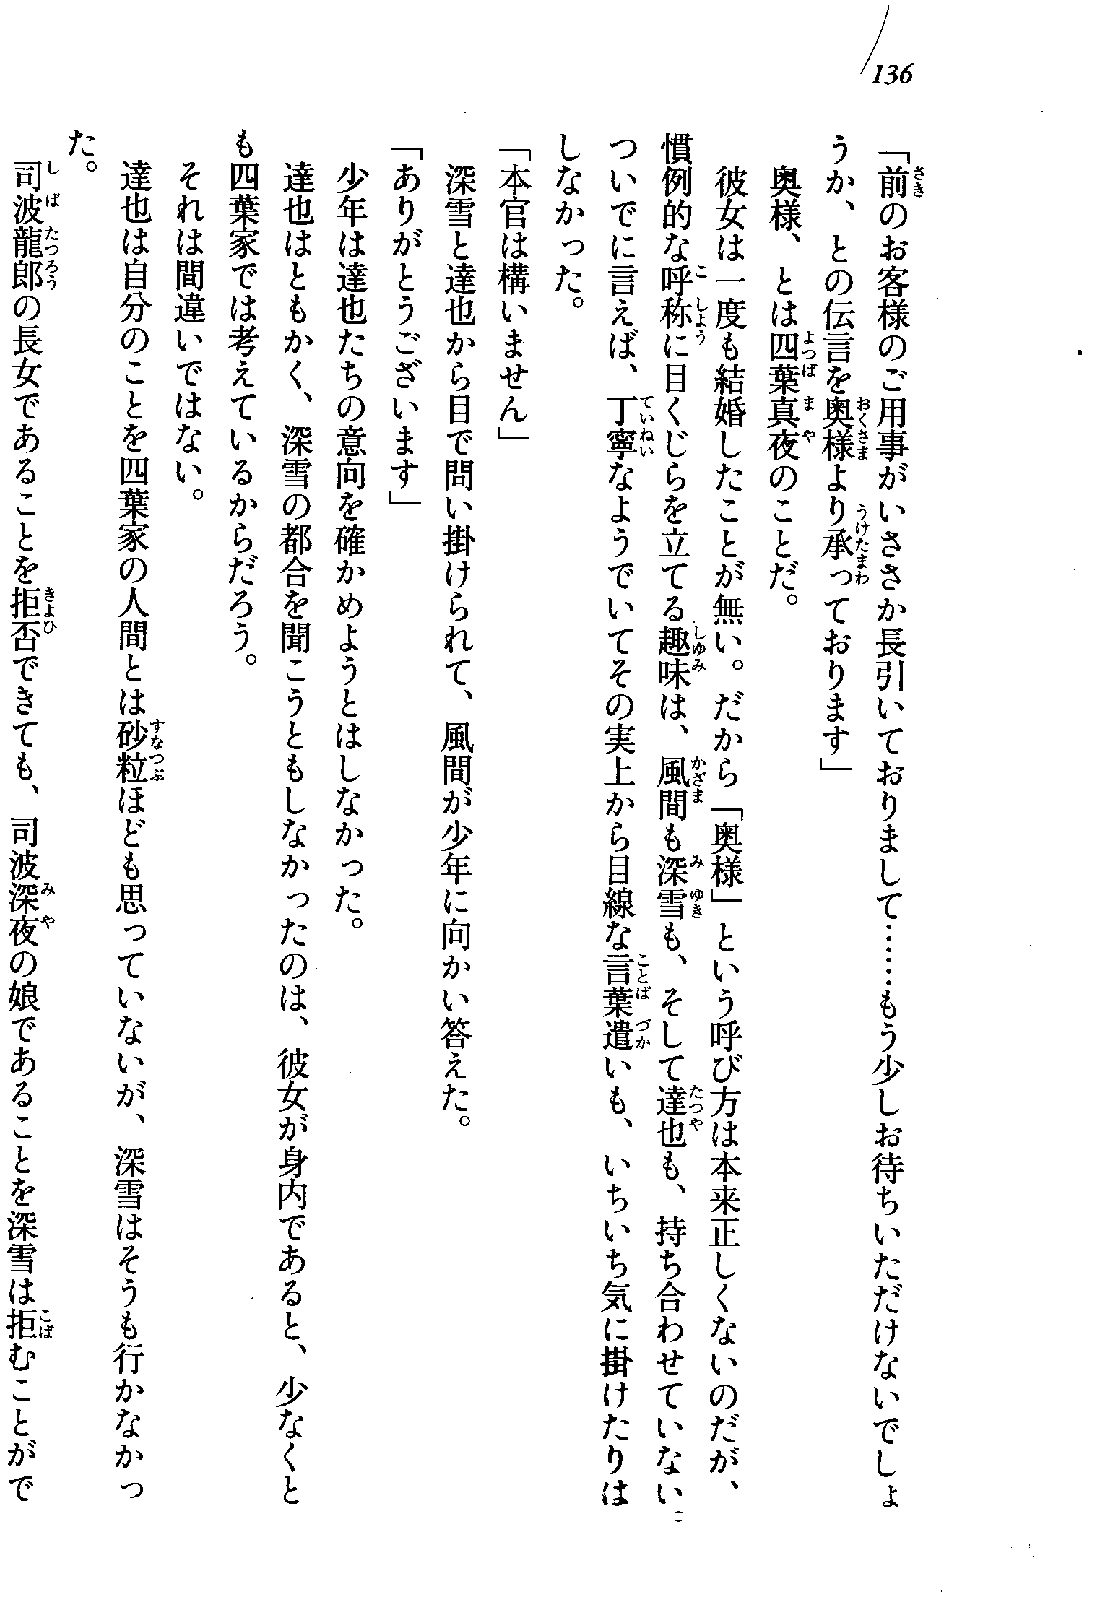 136
「前のお客様のご用事がいささか長引いておりまして……もう少しお待ちいただけないでしょ
うか、との伝言を奥様より承っております」
奥様、とは四葉真夜のことだ。
彼女は一度も結婚したことが無い。だから「奥様」という呼び方は本来正しくないのだが、
慣例的な呼称に目くじらを立てる趣味は、風間も深雪も、そして達也も、持ち合わせていない。
ついでに言えば、丁寧なようでいてその実上から目線な言葉遣いも、いちいち気に掛けたりは
しなかった。
「本官は構いません」
深雪と達也から目で問い掛けられて、風間が少年に向かい答えた。
「ありがとうございます」
少年は達也たちの意向を確かめようとはしなかった。
達也はともかく、深雪の都合を聞こうともしなかったのは、彼女が身内であると、少なくと
も四葉家では考えているからだろう。
それは間違いではない。
達也は自分のことを四葉家の人間とは砂粒ほども思っていないが、深雪はそうも行かなかっ
た。
司波龍郎の長女であることを拒否できても、司波深夜の娘であることを深雪は拒むことがで